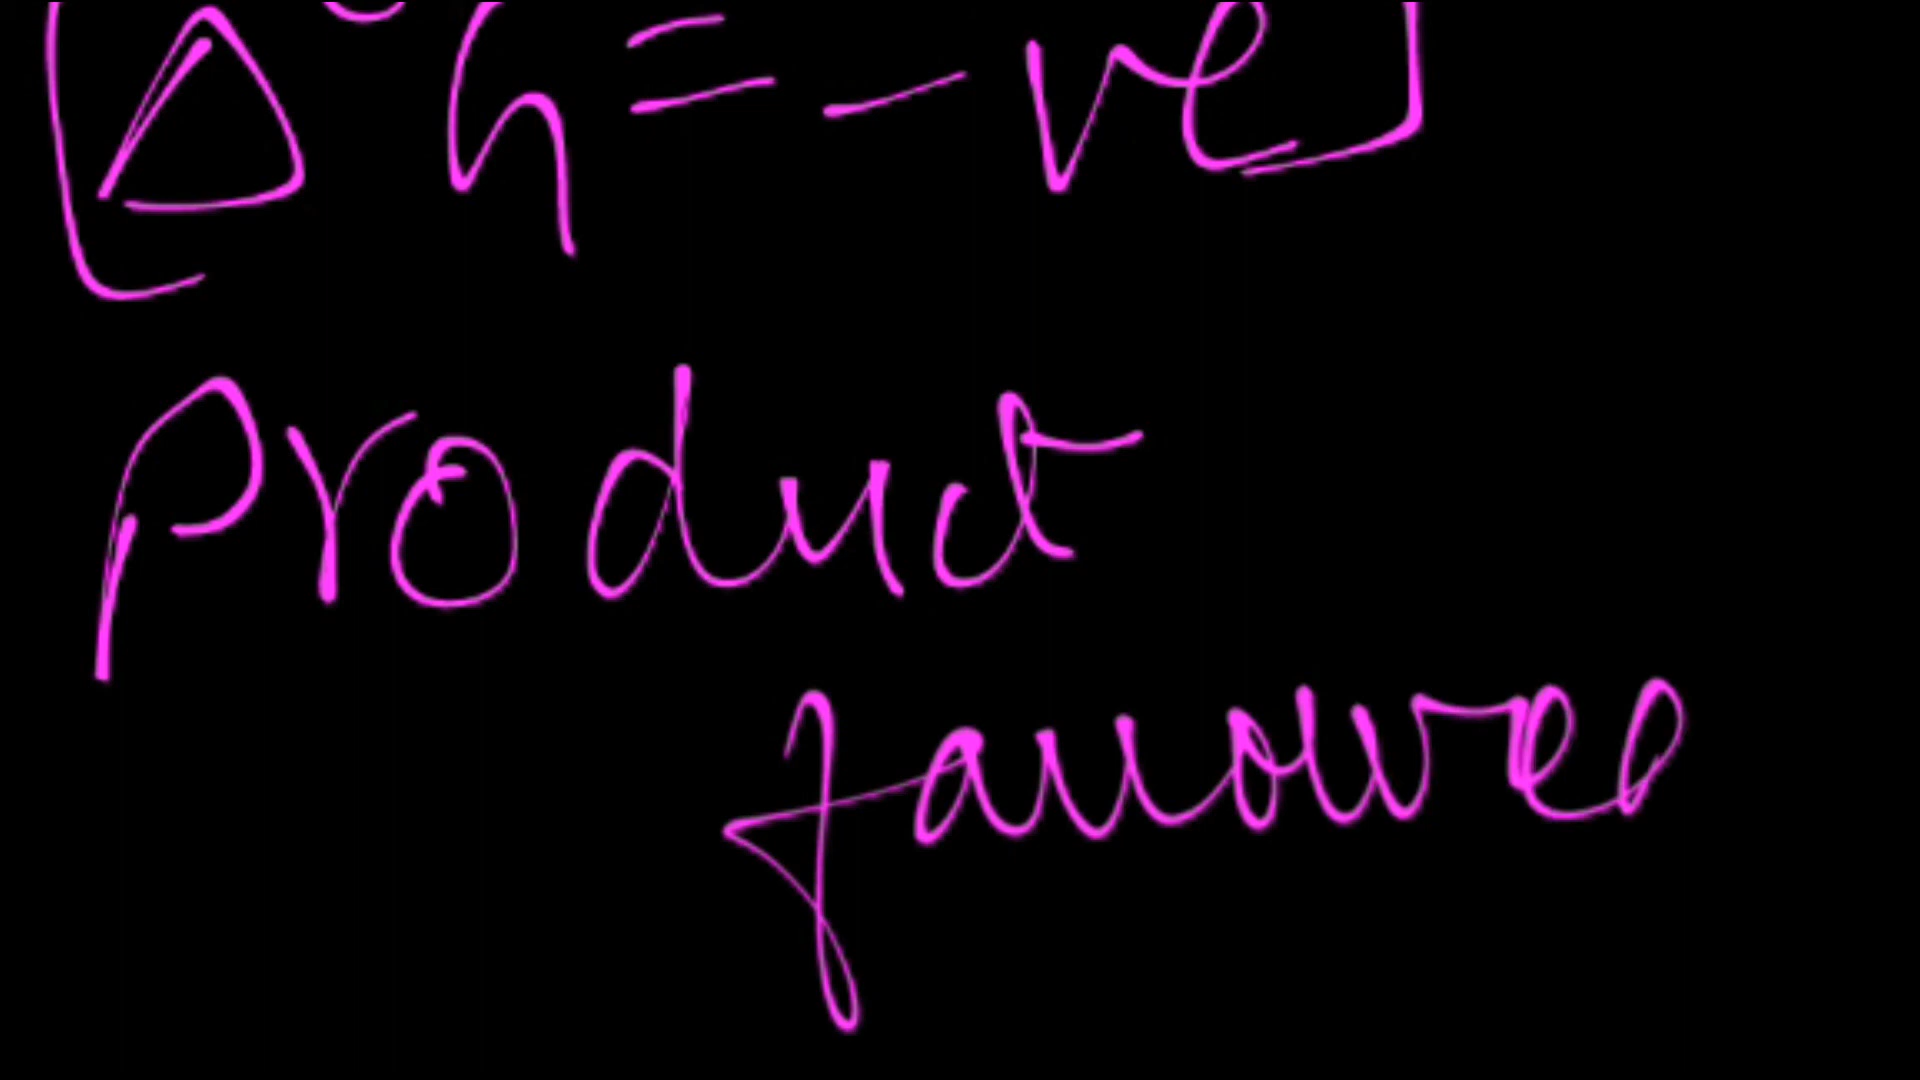 [Δ°G = -ve]
product
favoured